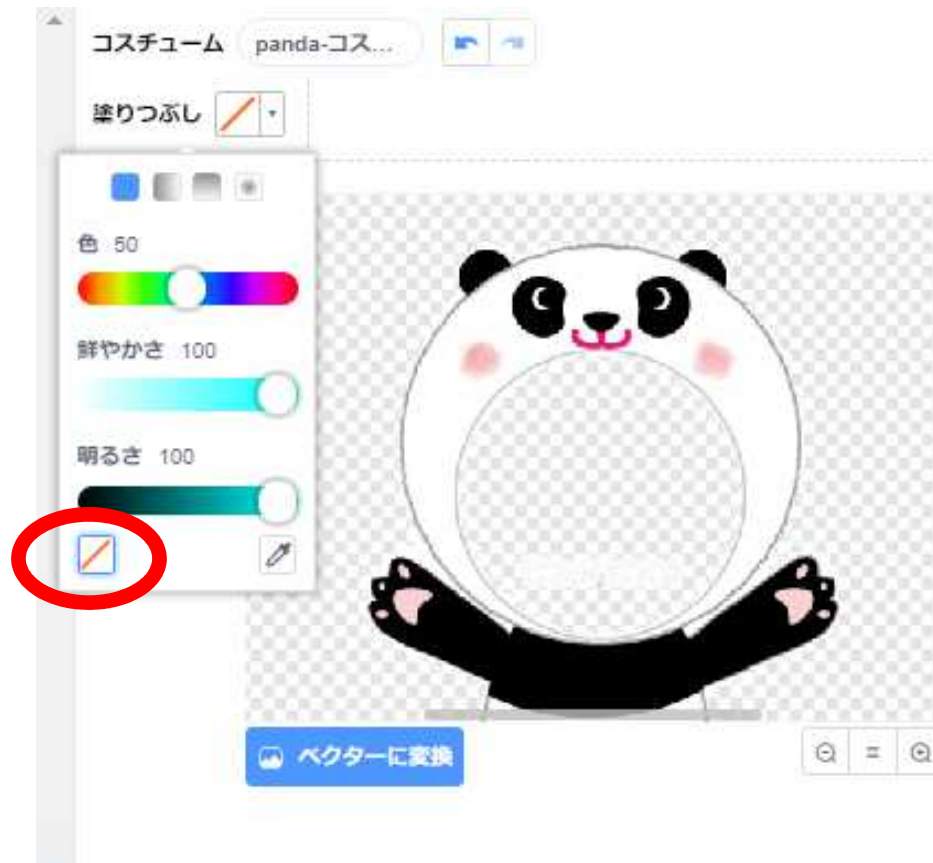 コスチューム panda-コス...
塗りつぶし
色 50
鮮やかさ 100
明るさ 100
ベクターに変換